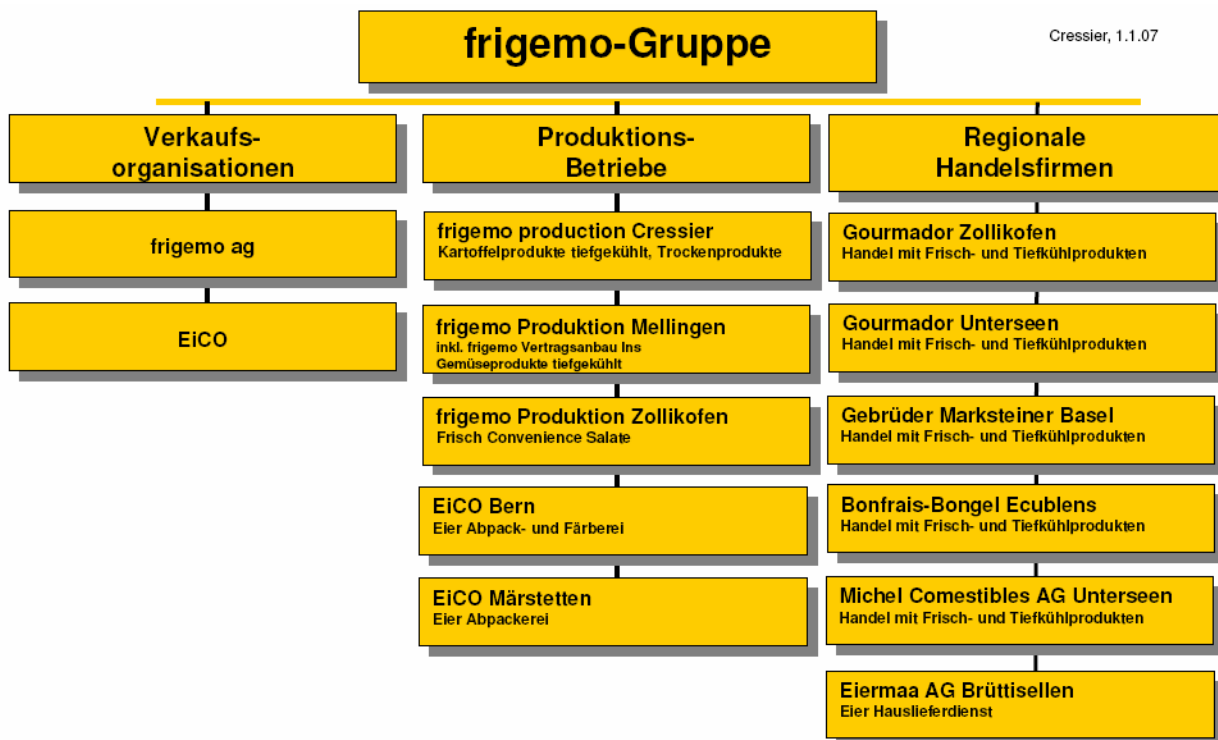 frigemo-Gruppe
Cressier, 1.1.07
Verkaufs-
organisationen
frigemo ag
EiCO
Produktions-
Betriebe
frigemo production Cressier
Kartoffelprodukte tiefgekühlt, Trockenprodukte
frigemo Produktion Mellingen
inkl. frigemo Vertragsanbau Ins
Gemüseprodukte tiefgekühlt
frigemo Produktion Zollikofen
Frisch Convenience Salate
EiCO Bern
Eier Abpack- und Färberei
EiCO Märstetten
Eier Abpackerei
Regionale
Handelsfirmen
Gourmador Zollikofen
Handel mit Frisch- und Tiefkühlprodukten
Gourmador Unterseen
Handel mit Frisch- und Tiefkühlprodukten
Gebrüder Marksteiner Basel
Handel mit Frisch- und Tiefkühlprodukten
Bonfrais-Bongel Ecublens
Handel mit Frisch- und Tiefkühlprodukten
Michel Comestibles AG Unterseen
Handel mit Frisch- und Tiefkühlprodukten
Eiermaa AG Brüttisellen
Eier Hauslieferdienst